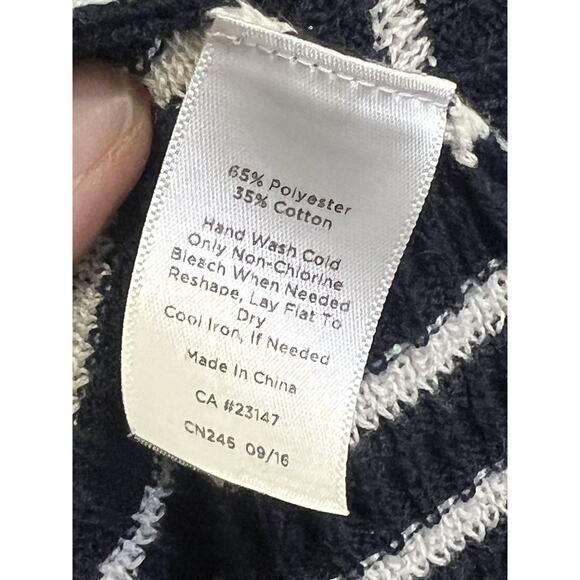 65% Polyester
35% Cotton
Hand Wash Cold
Only Non-Chlorine
Bleach When Needed
Reshape, Lay Flat To
Dry
Cool Iron, If Needed
Made In China
CA #23147
CN245 09/16